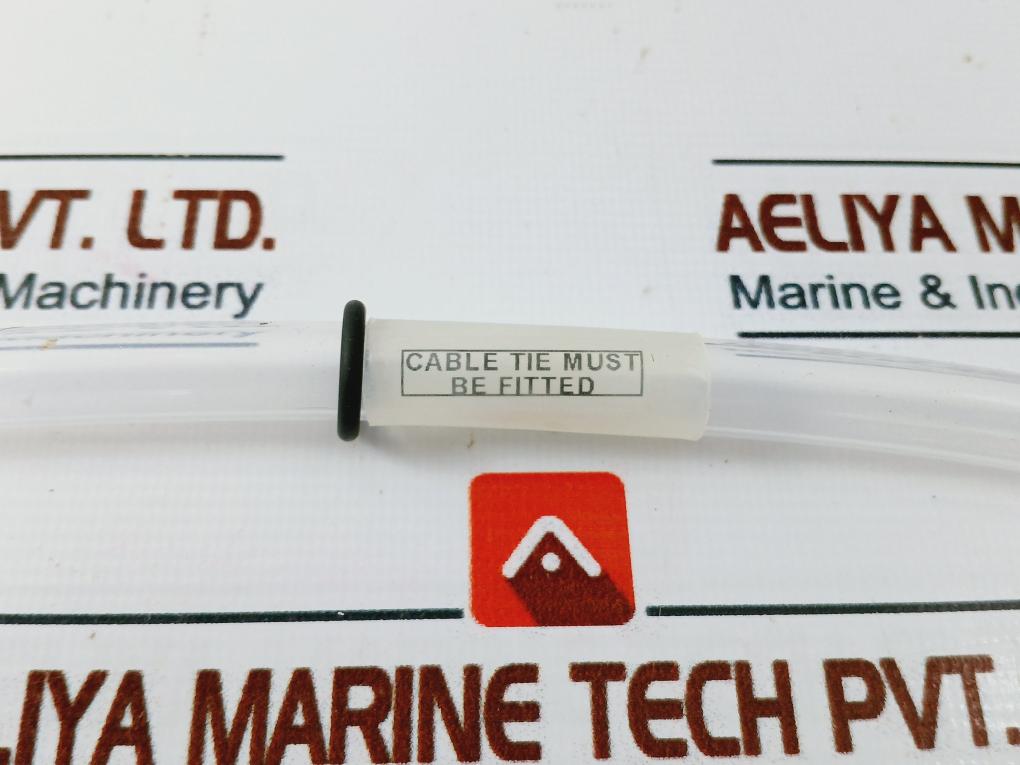 VT. LTD.
Machinery
AELIYA M
Marine & In
CABLE TIE MUST
BE FITTED
LIYA MARINE TECH PVT.